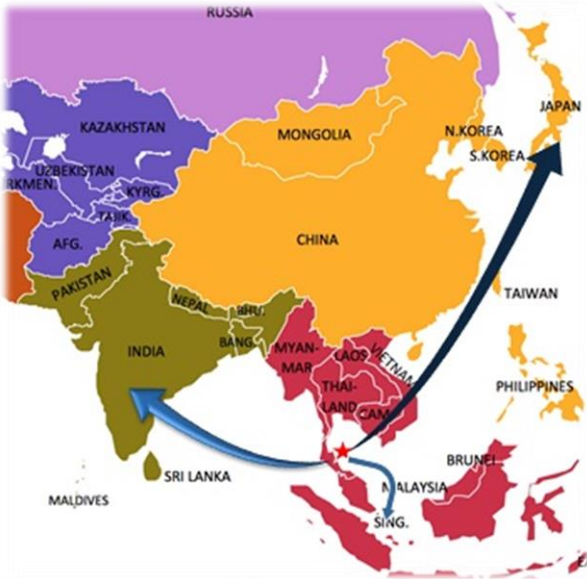 RUSSIA
KAZAKHSTAN
MONGOLIA
JAPAN
N.KOREA
S.KOREA
UZBEKISTAN
RKMEN.
KYRG.
TAJIK.
AFG.
CHINA
PAKISTAN
NEPAL
BHU.
TAIWAN
INDIA
BANG.
MYAN-
MAR
LAOS
VIETNAM
THAI-
LAND
CAM.
PHILIPPINES
SRI LANKA
BRUNEI
MALDIVES
MALAYSIA
SING.